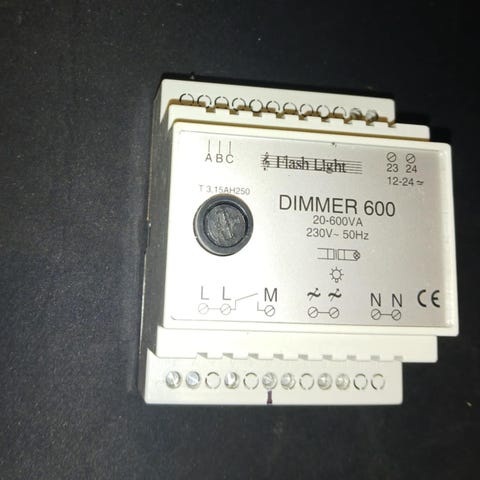 A B C
Flash Light
23 24
12-24 ⎓
T 3,15AH250
DIMMER 600
20-600VA
230V~ 50Hz
L L M
N N
CE